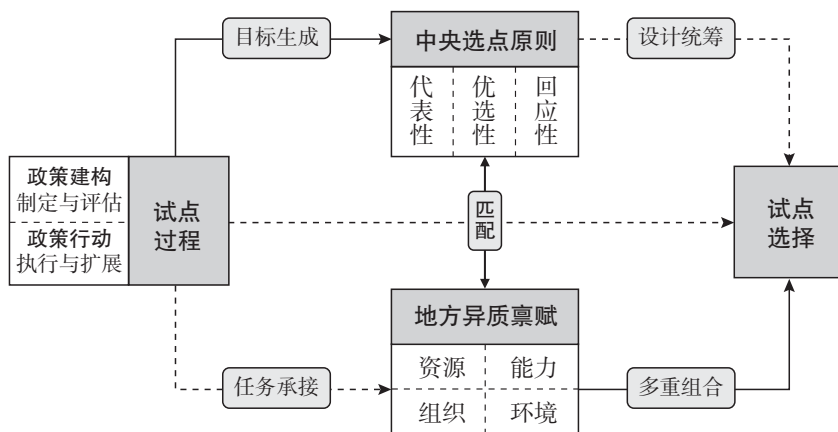 目标生成
中央选点原则
设计统筹
代表性
优选性
回应性
政策建构
制定与评估
政策行动
执行与扩展
试点
过程
匹配
试点
选择
地方异质禀赋
资源
能力
组织
环境
任务承接
多重组合